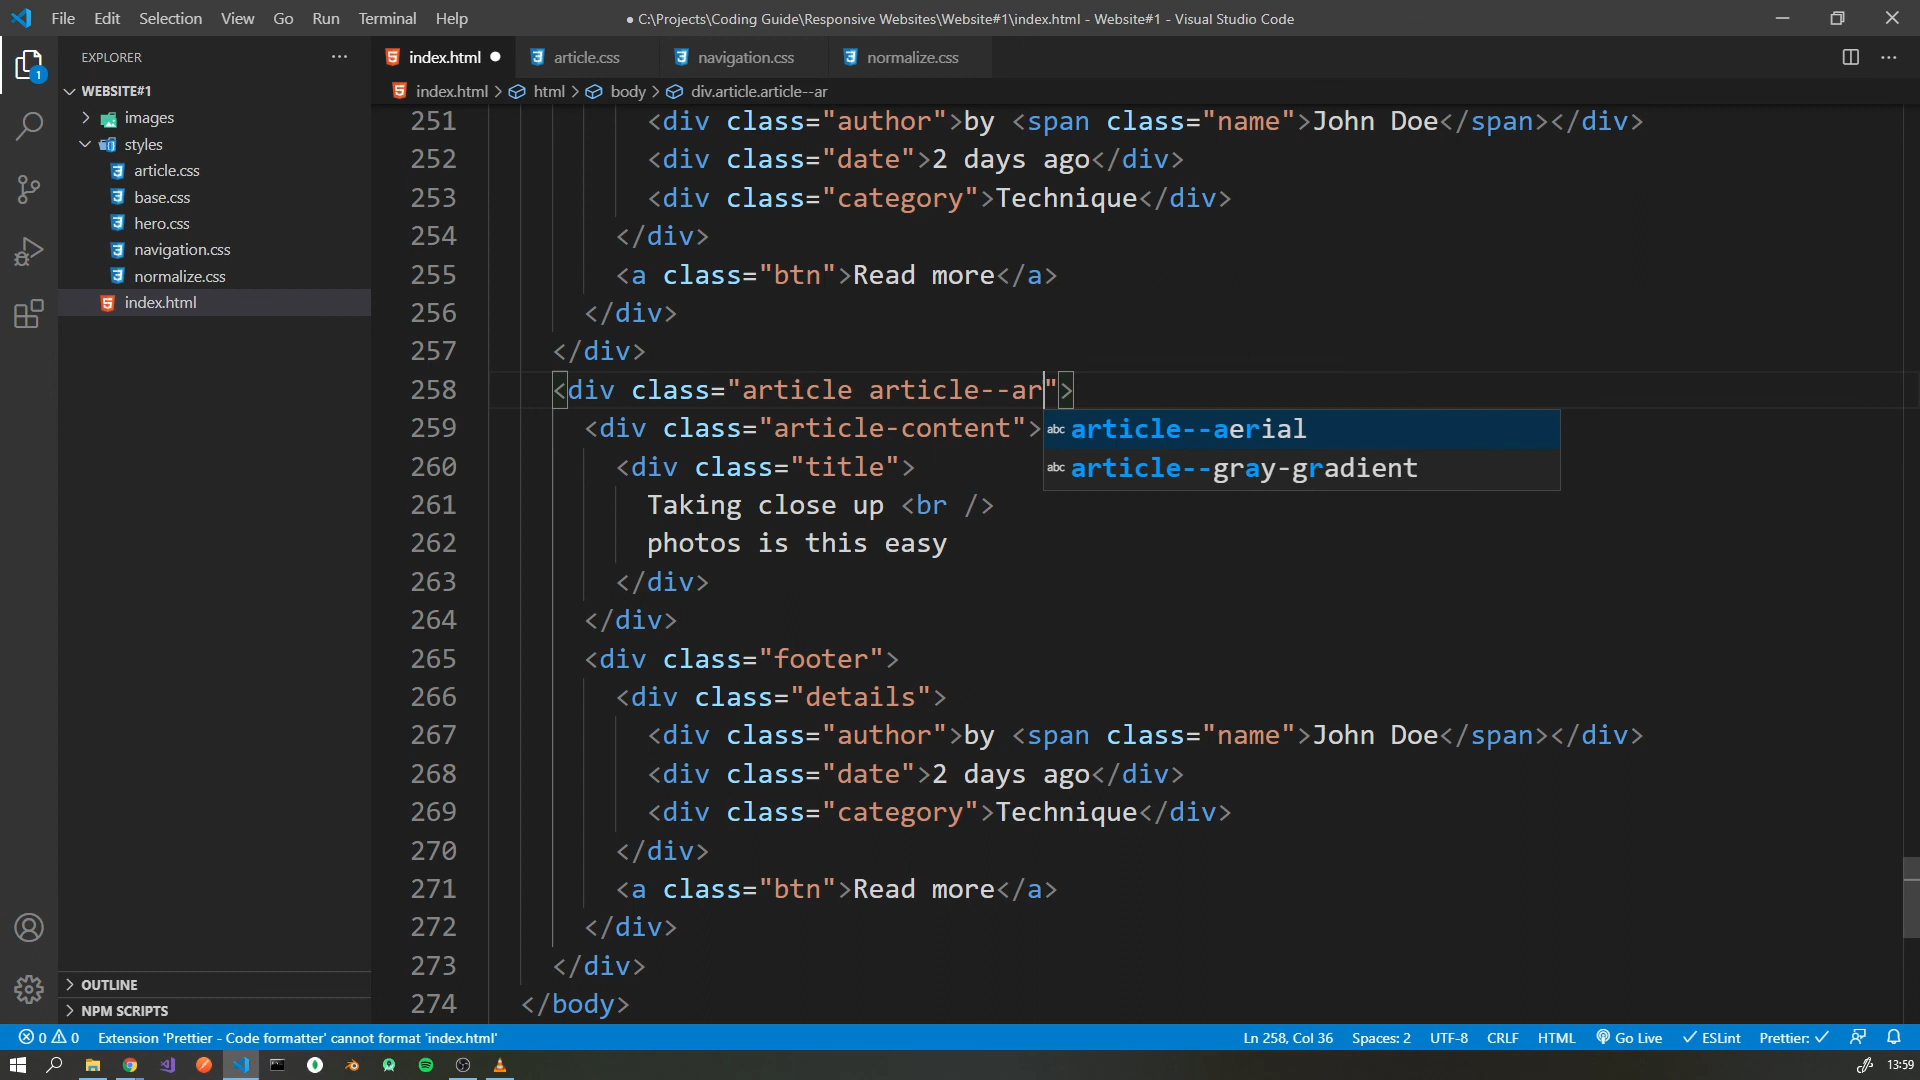 File Edit Selection View Go Run Terminal Help
● C:\Projects\Coding Guide\Responsive Websites\Website#1\index.html - Website#1 - Visual Studio Code
EXPLORER
index.html
article.css
navigation.css
normalize.css
WEBSITE#1
index.html > html > body > div.article.article--ar
images
styles
article.css
base.css
hero.css
navigation.css
normalize.css
index.html
1
251 <div class="author">by <span class="name">John Doe</span></div>
252 <div class="date">2 days ago</div>
253 <div class="category">Technique</div>
254 </div>
255 <a class="btn">Read more</a>
256 </div>
257 </div>
258 <div class="article article--ar">
259 <div class="article-content">
abc article--aerial
260 <div class="title">
abc article--gray-gradient
261 Taking close up <br />
262 photos is this easy
263 </div>
264 </div>
265 <div class="footer">
266 <div class="details">
267 <div class="author">by <span class="name">John Doe</span></div>
268 <div class="date">2 days ago</div>
269 <div class="category">Technique</div>
270 </div>
271 <a class="btn">Read more</a>
272 </div>
273 </div>
274 </body>
OUTLINE
NPM SCRIPTS
0 0 Extension 'Prettier - Code formatter' cannot format 'index.html'
Ln 258, Col 36 Spaces: 2 UTF-8 CRLF HTML Go Live ESLint Prettier: ✓
13:59